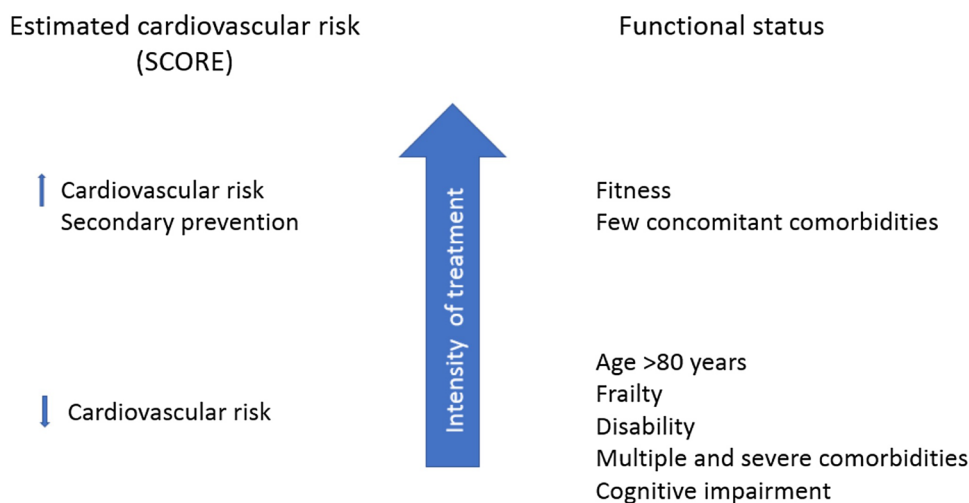 Estimated cardiovascular risk
(SCORE)
Functional status
Cardiovascular risk
Secondary prevention
Fitness
Few concomitant comorbidities
Intensity of treatment
Cardiovascular risk
Age >80 years
Frailty
Disability
Multiple and severe comorbidities
Cognitive impairment